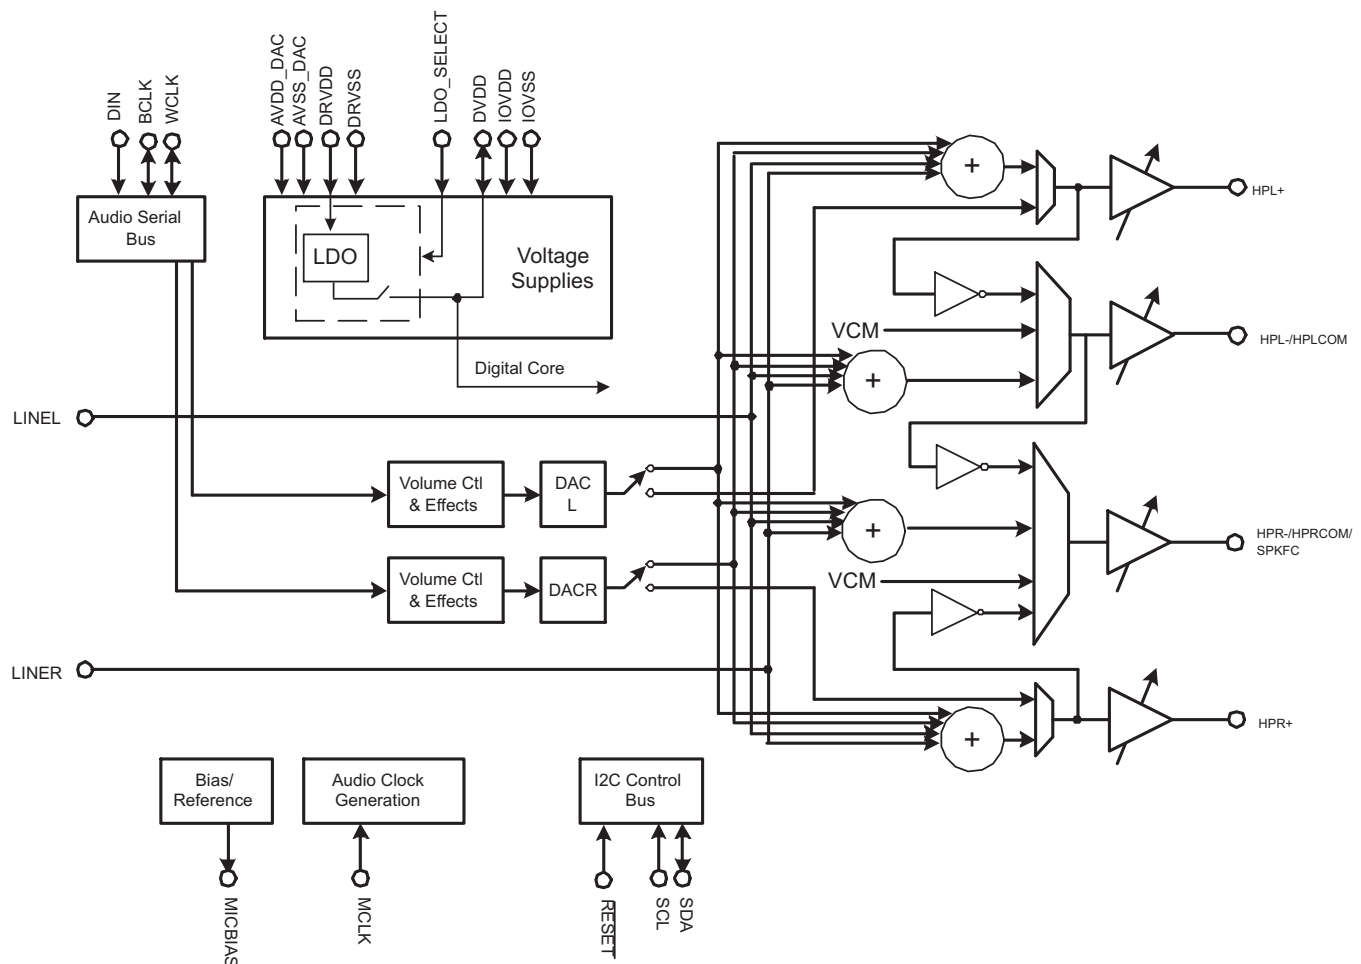 DIN
BCLK
WCLK
AVDD_DAC
AVSS_DAC
DRVDD
DRVSS
LDO_SELECT
DVDD
IOVDD
IOVSS
Audio Serial
Bus
LDO
Voltage
Supplies
Digital Core
+
HPL+
VCM
+
HPL-/HPLCOM
LINEL
Volume Ctl
& Effects
DAC
L
+
HPR-/HPRCOM/
SPKFC
Volume Ctl
& Effects
DACR
VCM
LINER
+
HPR+
Bias/
Reference
Audio Clock
Generation
I2C Control
Bus
MICBIAS
MCLK
RESET
SCL
SDA